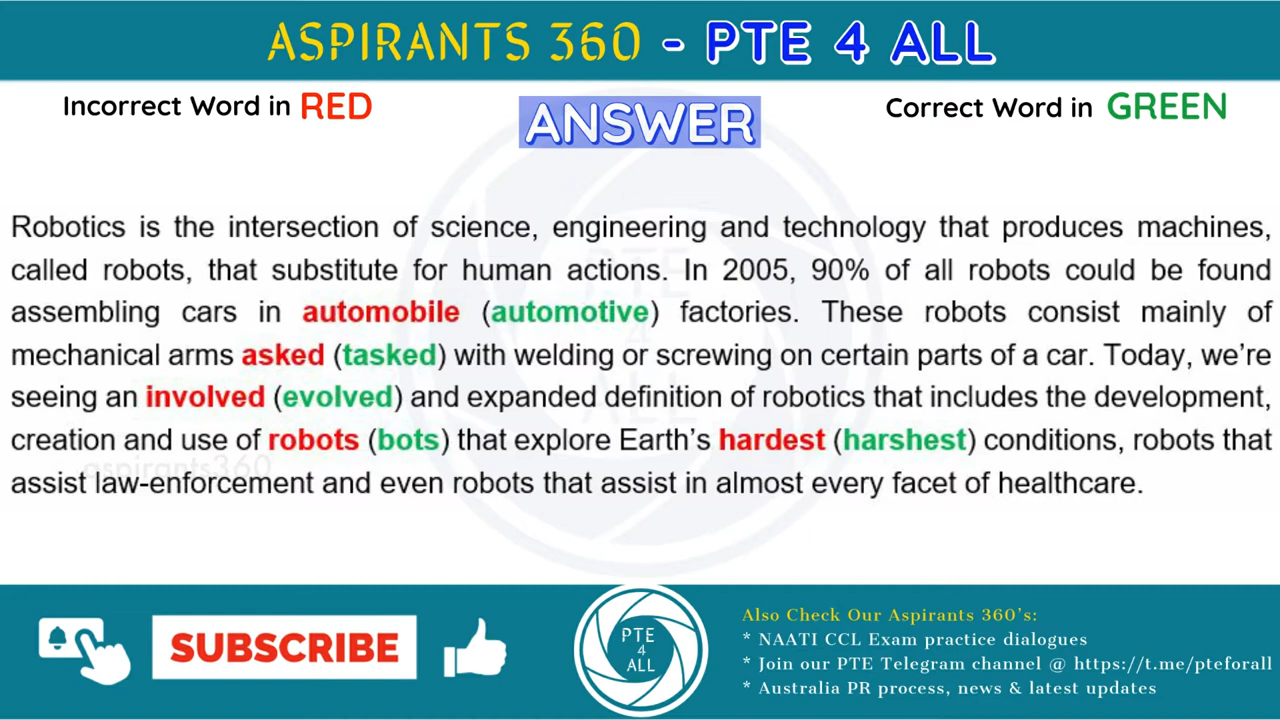 ASPIRANTS 360 - PTE 4 ALL
Incorrect Word in RED
ANSWER
Correct Word in GREEN
Robotics is the intersection of science, engineering and technology that produces machines,
called robots, that substitute for human actions. In 2005, 90% of all robots could be found
assembling cars in automobile (automotive) factories. These robots consist mainly of
mechanical arms asked (tasked) with welding or screwing on certain parts of a car. Today, we’re
seeing an involved (evolved) and expanded definition of robotics that includes the development,
creation and use of robots (bots) that explore Earth’s hardest (harshest) conditions, robots that
aspirants360
assist law-enforcement and even robots that assist in almost every facet of healthcare.
PTE
4
ALL
SUBSCRIBE
PTE
4
ALL
Also Check Our Aspirants 360's:
* NAATI CCL Exam practice dialogues
* Join our PTE Telegram channel @ https://t.me/pteforall
* Australia PR process, news & latest updates